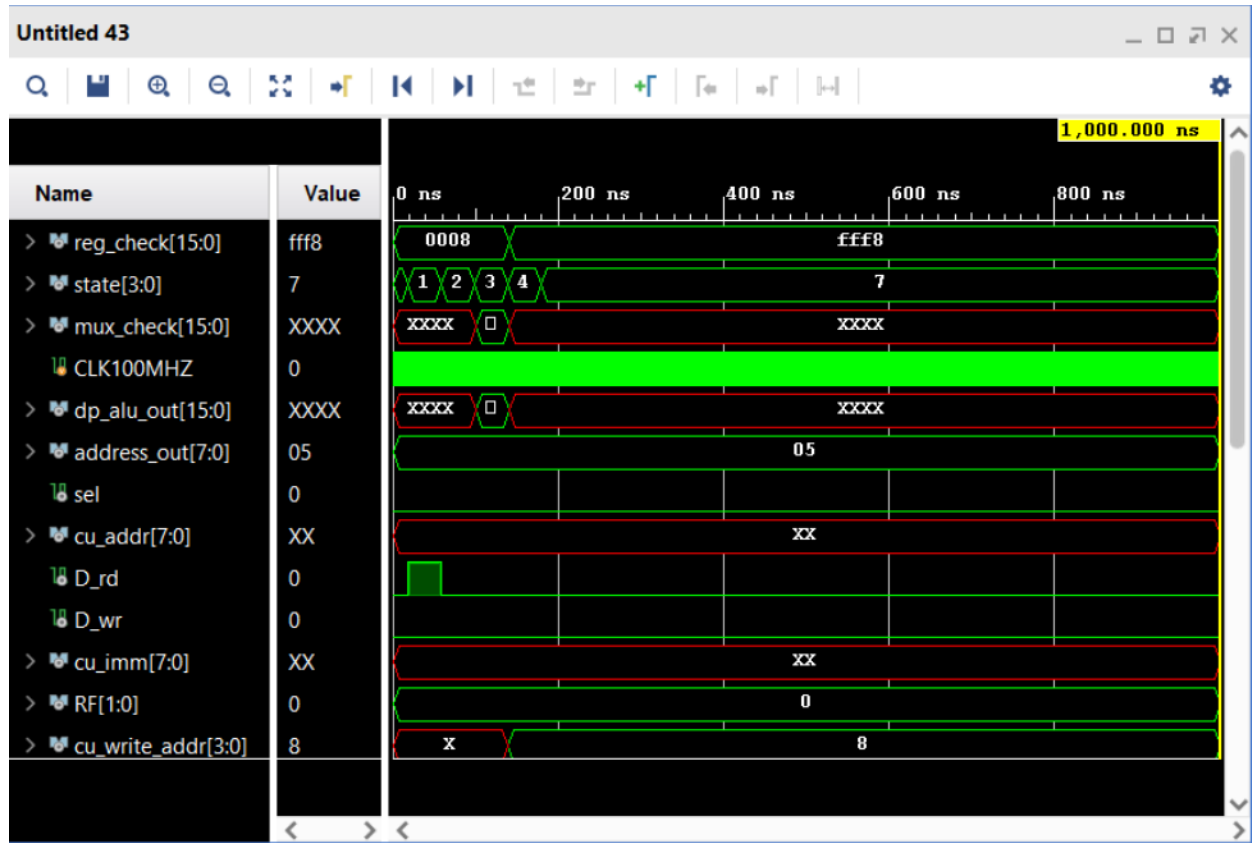 Untitled 43
1,000.000 ns
Name Value 0 ns 200 ns 400 ns 600 ns 800 ns
reg_check[15:0] fff8 0008 fff8
state[3:0] 7 1 2 3 4 7
mux_check[15:0] XXXX XXXX XXXX
CLK100MHZ 0
dp_alu_out[15:0] XXXX XXXX XXXX
address_out[7:0] 05 05
sel 0
cu_addr[7:0] XX XX
D_rd 0
D_wr 0
cu_imm[7:0] XX XX
RF[1:0] 0 0
cu_write_addr[3:0] 8 X 8